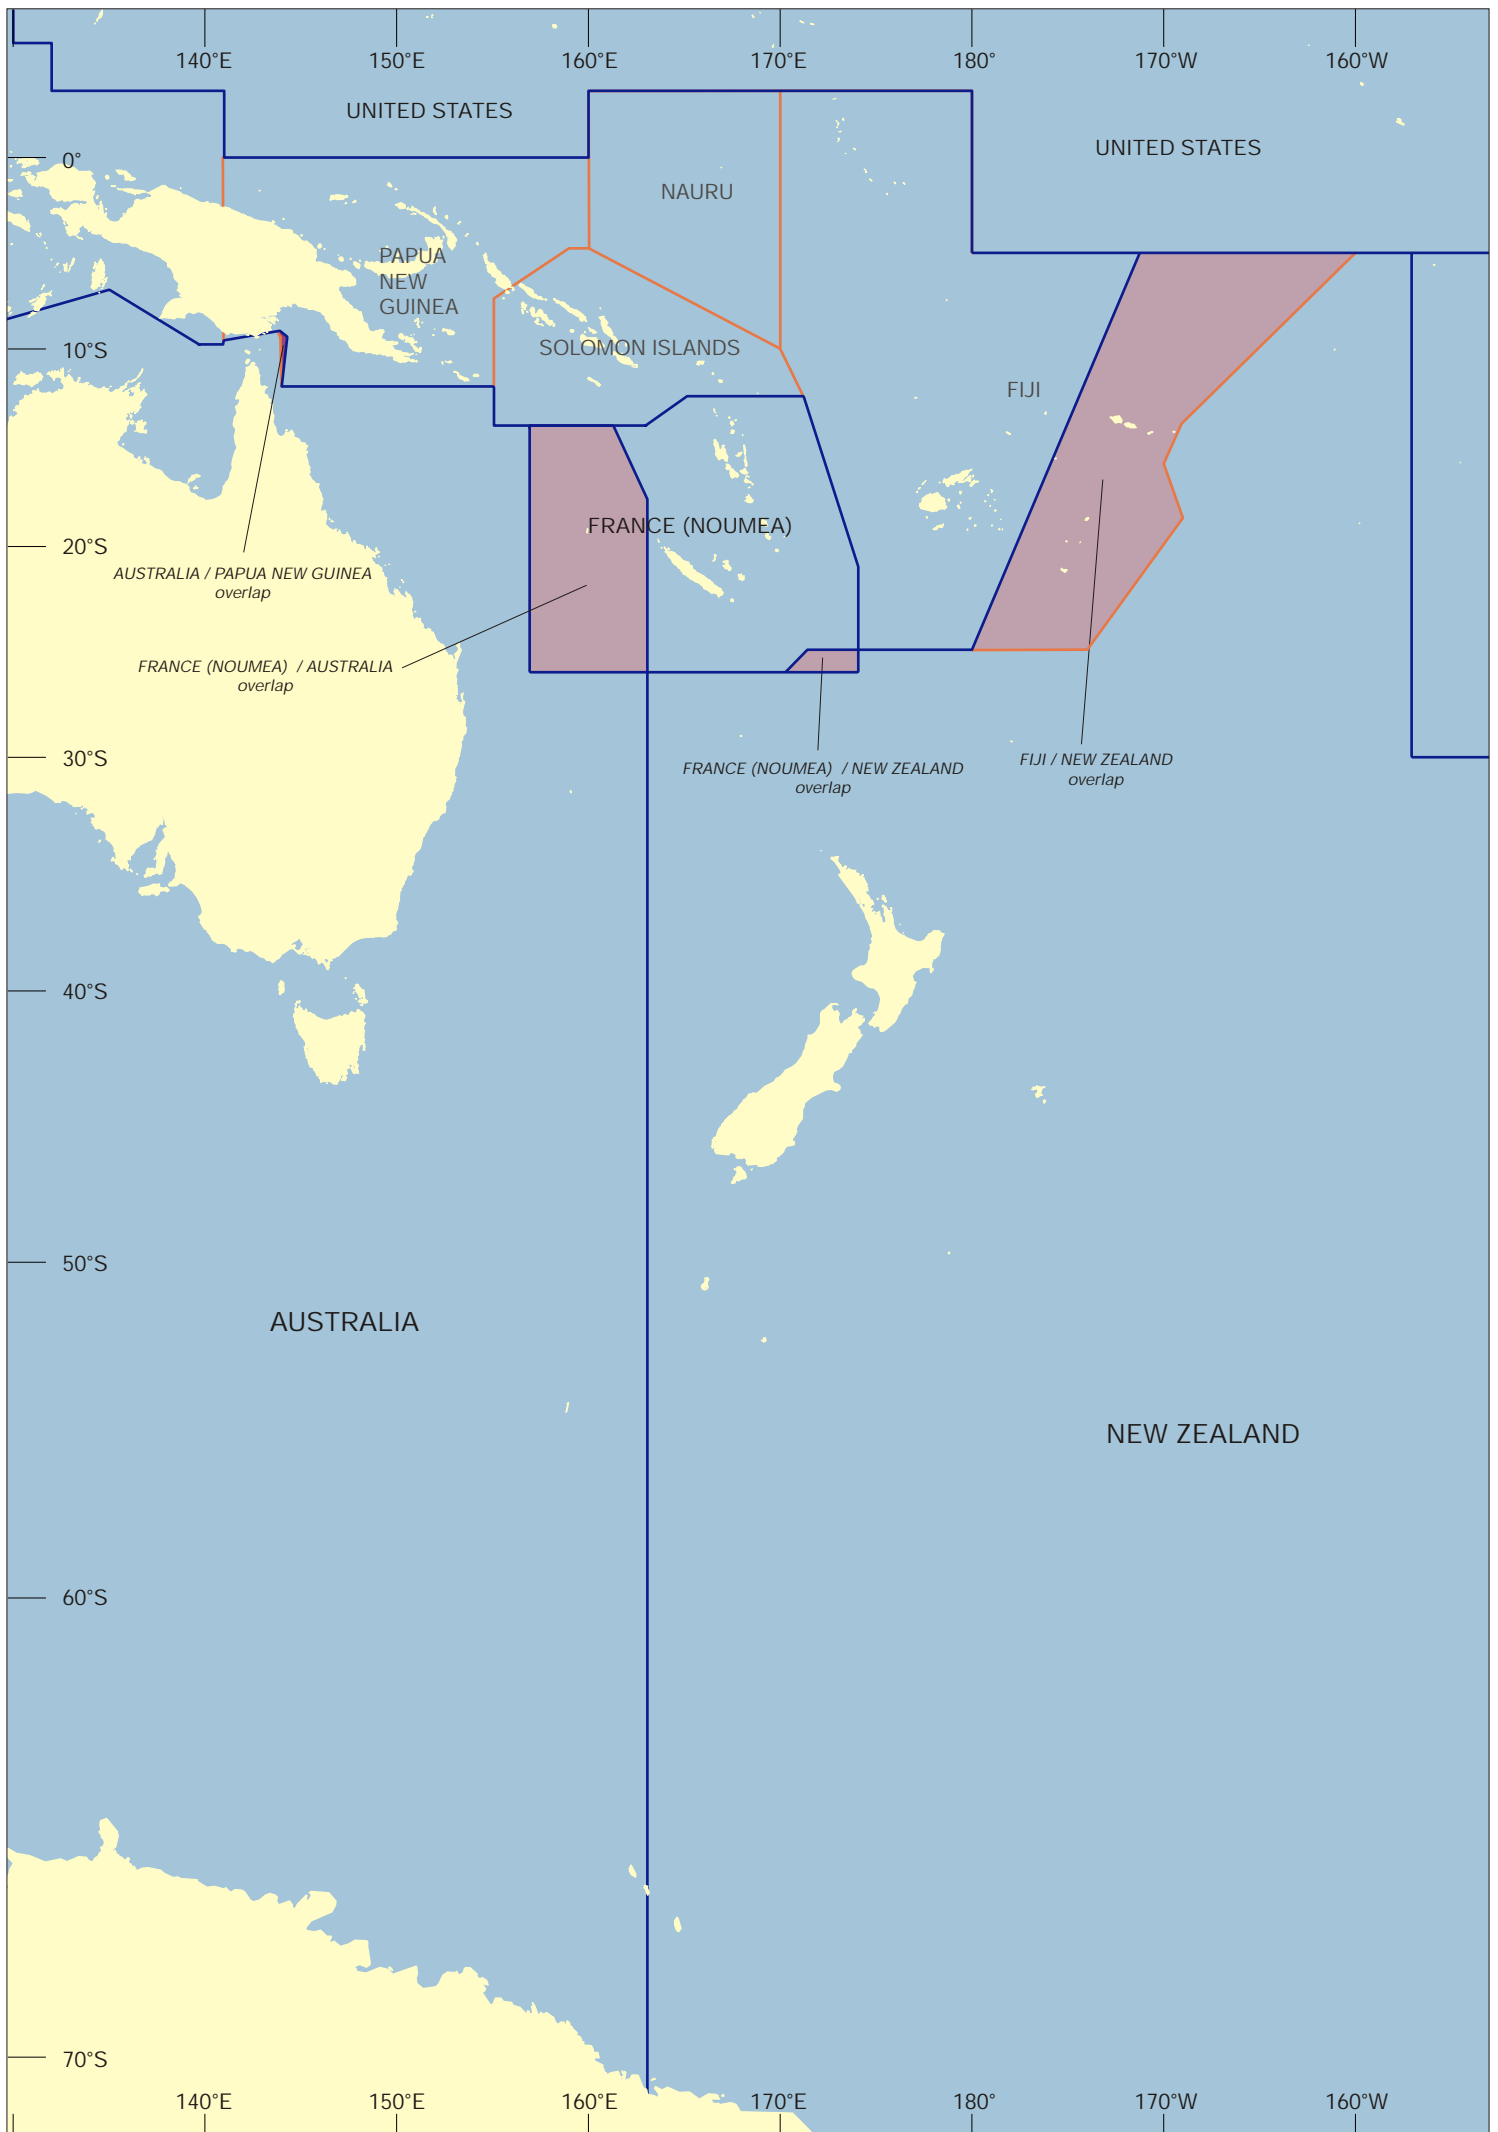 140°E 150°E 160°E 170°E 180° 170°W 160°W
UNITED STATES
UNITED STATES
0°
NAURU
PAPUA
NEW
GUINEA
10°S
SOLOMON ISLANDS
FIJI
FRANCE (NOUMEA)
20°S
AUSTRALIA / PAPUA NEW GUINEA
overlap
FRANCE (NOUMEA) / AUSTRALIA
overlap
30°S
FRANCE (NOUMEA) / NEW ZEALAND
overlap
FIJI / NEW ZEALAND
overlap
40°S
50°S
AUSTRALIA
NEW ZEALAND
60°S
70°S
140°E 150°E 160°E 170°E 180° 170°W 160°W